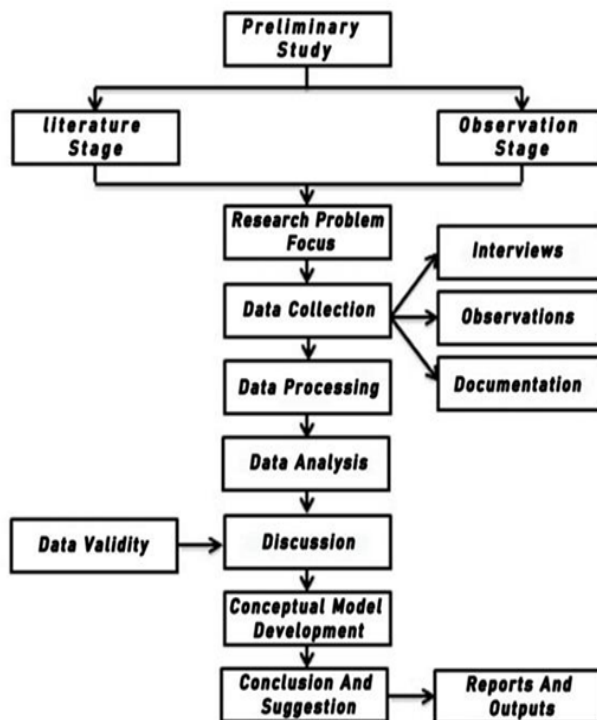 Preliminary
Study
literature
Stage
Observation
Stage
Research Problem
Focus
Interviews
Data Collection
Observations
Data Processing
Documentation
Data Analysis
Data Validity
Discussion
Conceptual Model
Development
Conclusion And
Suggestion
Reports And
Outputs